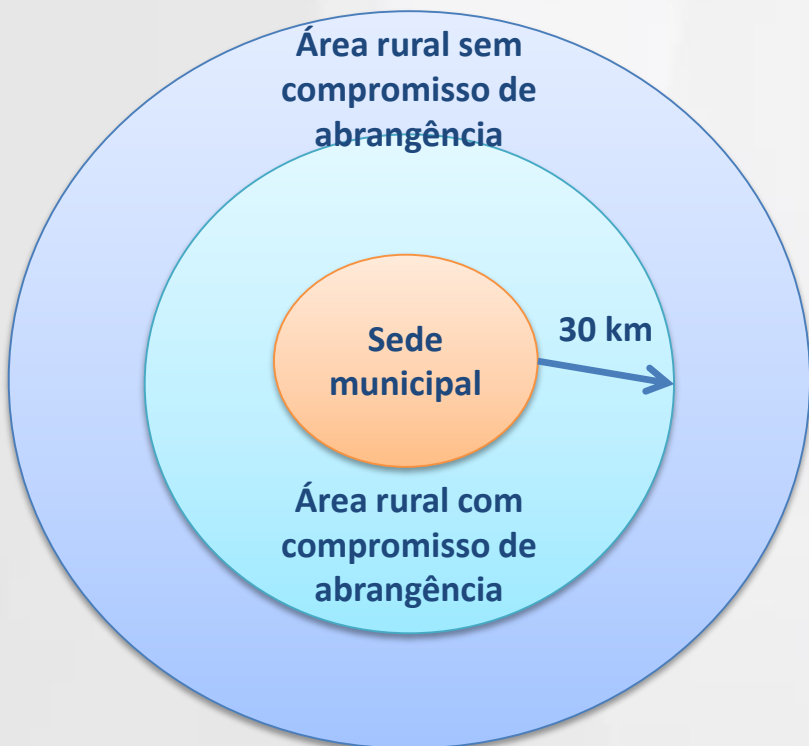 Área rural sem
compromisso de
abrangência
30 km
Sede
municipal
Área rural com
compromisso de
abrangência